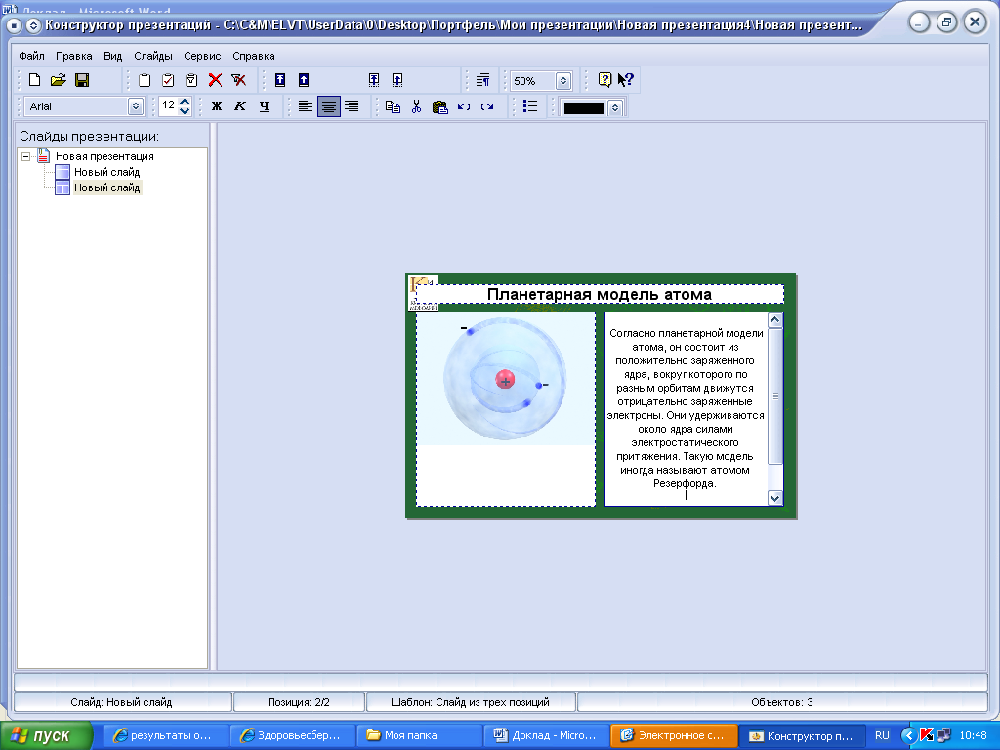 Конструктор презентаций - C:\C&M\ELVT\UserData\0\Desktop\Портфель\Мои презентации\Новая презентация4\Новая презент...
Файл Правка Вид Слайды Сервис Справка
50%
Arial 12 Ж К Ч
Слайды презентации:
Новая презентация
Новый слайд
Новый слайд
Планетарная модель атома
Согласно планетарной модели
атома, он состоит из
положительно заряженного
ядра, вокруг которого по
разным орбитам движутся
отрицательно заряженные
электроны. Они удерживаются
около ядра силами
электростатического
притяжения. Такую модель
иногда называют атомом
Резерфорда.
Слайд: Новый слайд Позиция: 2/2 Шаблон: Слайд из трех позиций Объектов: 3
пуск результаты о... Здоровьесбер... Моя папка Доклад - Micro... Электронное с... Конструктор п... RU 10:48